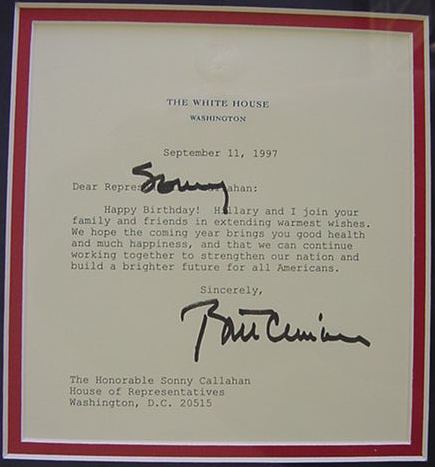 THE WHITE HOUSE
WASHINGTON
September 11, 1997
Sonny
Dear Repres Callahan:
Happy Birthday! Hillary and I join your
family and friends in extending warmest wishes.
We hope the coming year brings you good health
and much happiness, and that we can continue
working together to strengthen our nation and
build a brighter future for all Americans.
Sincerely,
Bill Clinton
The Honorable Sonny Callahan
House of Representatives
Washington, D.C. 20515